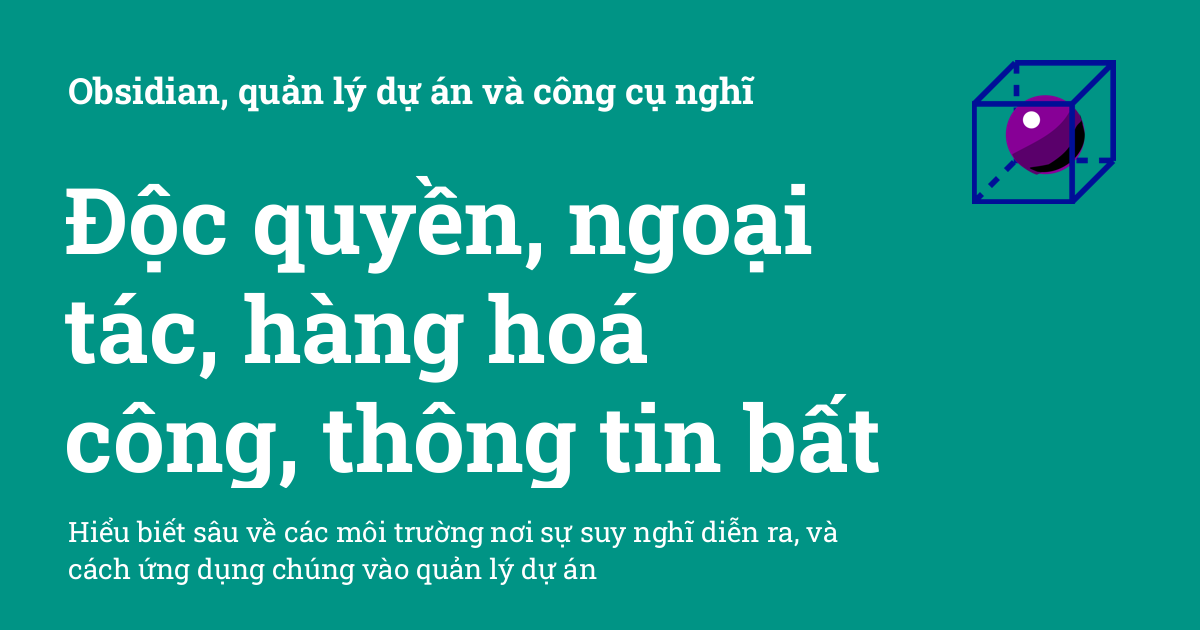 Obsidian, quản lý dự án và công cụ nghĩ
Độc quyền, ngoại
tác, hàng hoá
công, thông tin bất
Hiểu biết sâu về các môi trường nơi sự suy nghĩ diễn ra, và
cách ứng dụng chúng vào quản lý dự án